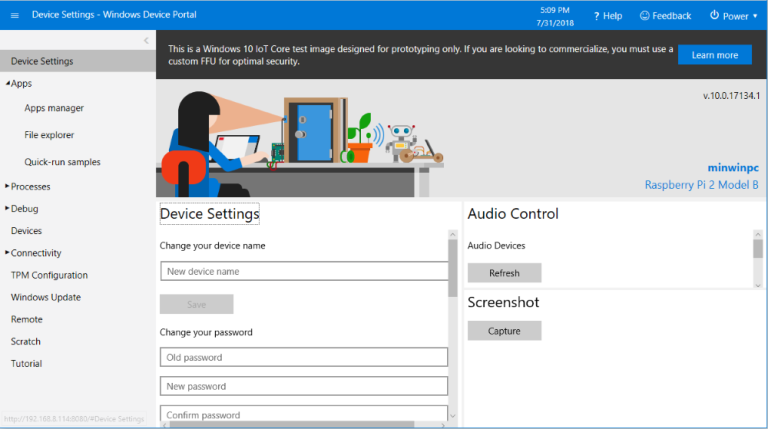 Device Settings - Windows Device Portal
5:09 PM
7/31/2018
? Help
Feedback
Power
Device Settings
Apps
Apps manager
File explorer
Quick-run samples
Processes
Debug
Devices
Connectivity
TPM Configuration
Windows Update
Remote
Scratch
Tutorial
http://192.168.8.114:8080/#Device Settings
This is a Windows 10 IoT Core test image designed for prototyping only. If you are looking to commercialize, you must use a
custom FFU for optimal security.
Learn more
v.10.0.17134.1
minwinpc
Raspberry Pi 2 Model B
Device Settings
Change your device name
New device name
Save
Change your password
Old password
New password
Confirm password
Audio Control
Audio Devices
Refresh
Screenshot
Capture